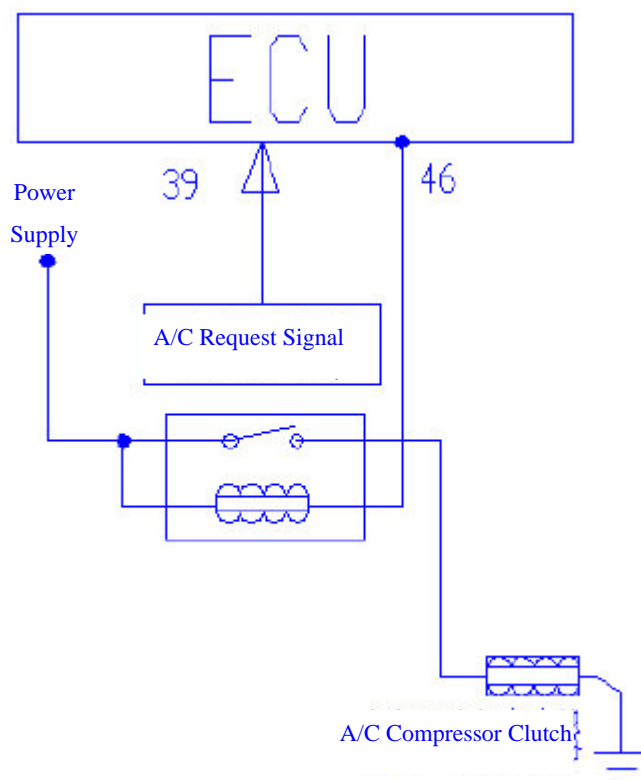 ECU
39
46
Power
Supply
A/C Request Signal
A/C Compressor Clutch